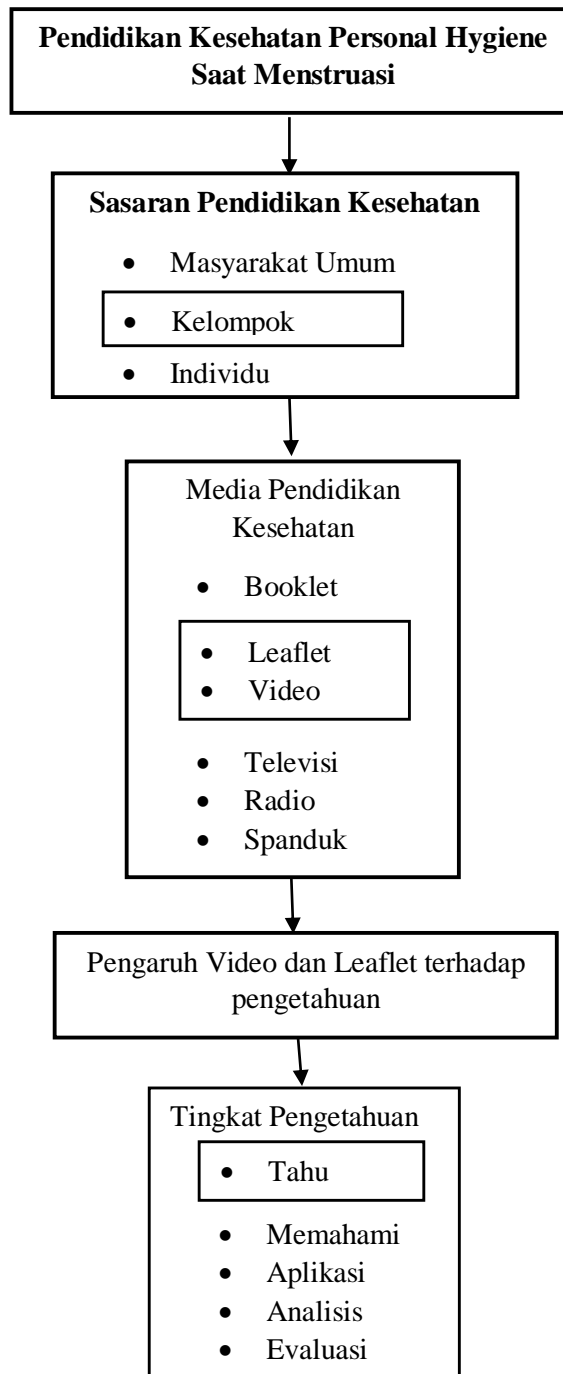 Pendidikan Kesehatan Personal Hygiene
Saat Menstruasi
Sasaran Pendidikan Kesehatan
• Masyarakat Umum
• Kelompok
• Individu
Media Pendidikan
Kesehatan
• Booklet
• Leaflet
• Video
• Televisi
• Radio
• Spanduk
Pengaruh Video dan Leaflet terhadap
pengetahuan
Tingkat Pengetahuan
• Tahu
• Memahami
• Aplikasi
• Analisis
• Evaluasi